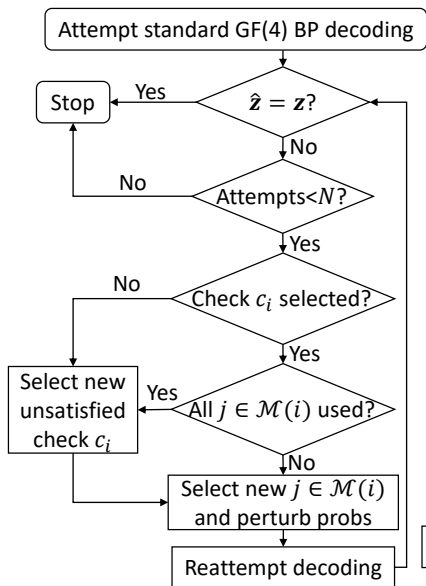 Attempt standard GF(4) BP decoding
Yes
Stop
ẑ = z?
No
No
Attempts<N?
Yes
No
Check cᵢ selected?
Yes
Select new
unsatisfied
check cᵢ
Yes
All j ∈ ℳ(i) used?
No
Select new j ∈ ℳ(i)
and perturb probs
Reattempt decoding